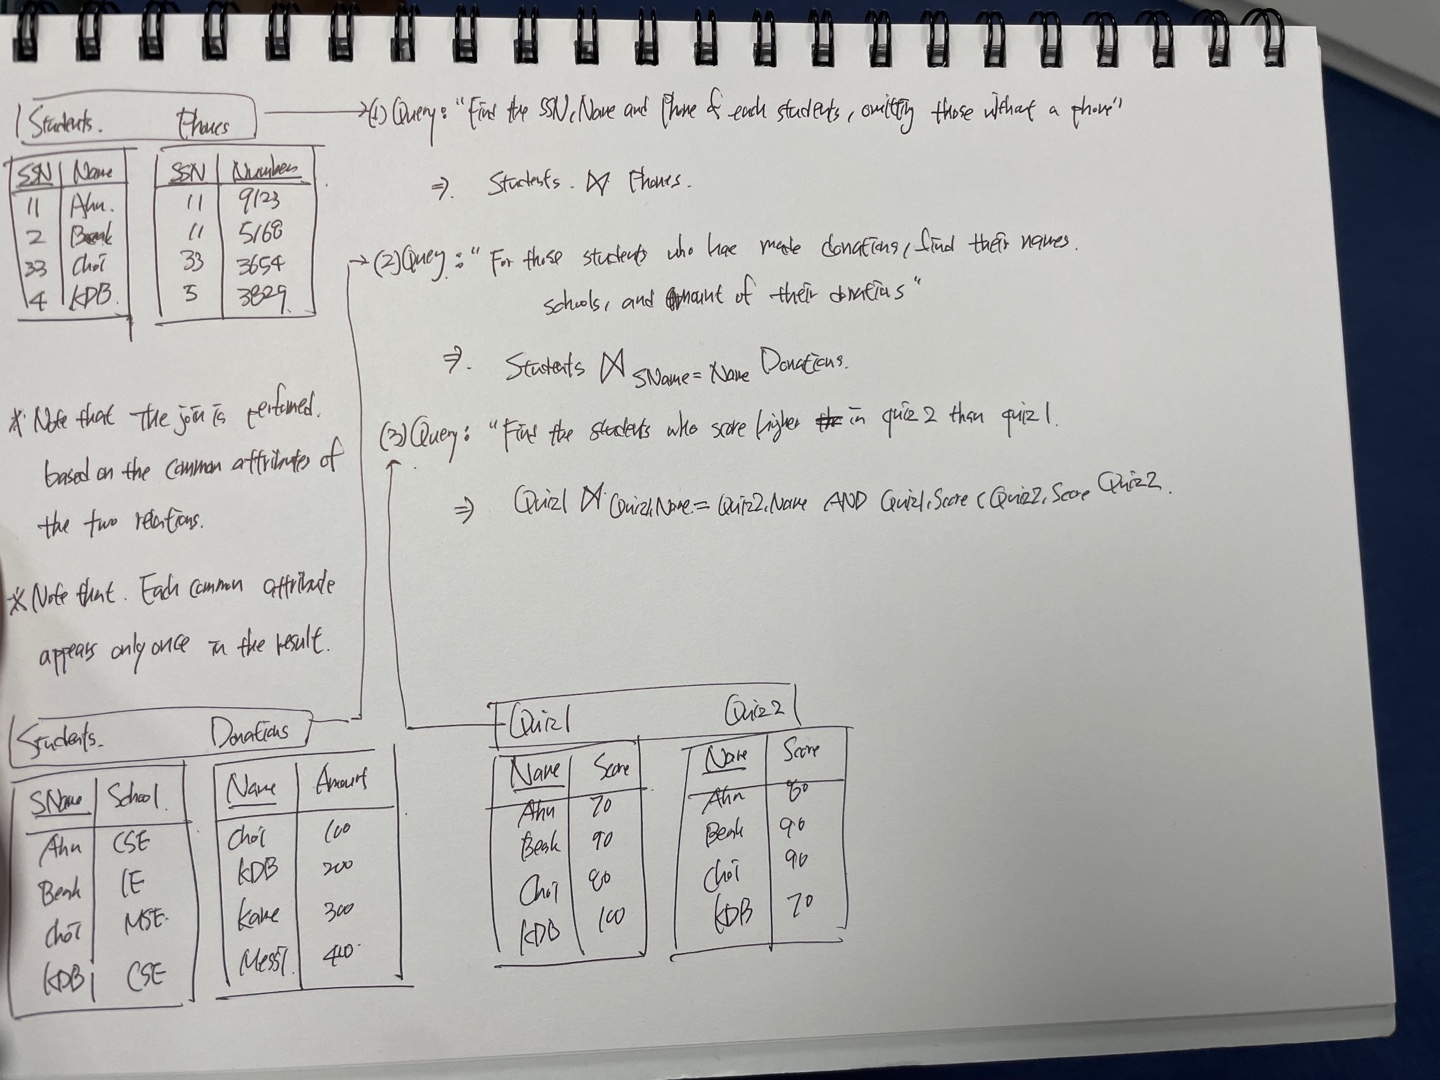 Students. Phones
SSN Name SSN Number
11 Ahn. 11 9123
2 Beak 11 5168
33 Choi 33 3654
4 KDB. 5 3829
→(1) Query: "Find the SSN, Name and Phone of each students, omitting those without a phone"
⇒ Students. ⋈ Phones.
→(2) Query: "For those students who have made donations, find their names.
schools, and Amount of their donations"
⇒. Students ⋈ SName = Name Donations.
(3) Query: "Find the students who score higher in quiz 2 than quiz 1.
⇒ Quiz1 ⋈ Quiz1.Name = Quiz2.Name AND Quiz1.Score < Quiz2.Score Quiz2.
※ Note that the join is performed.
based on the common attributes of
the two relations.
※ Note that. Each common attribute
appears only once in the result.
Students. Donations
SName School. Name Amount
Ahn CSE Choi 100
Beak IE KDB 200
Choi MSE. Kane 300
KDB CSE Messi.
Quiz1 Quiz2
Name Score Name Score
Ahn 70 Ahn 80
Beak 90 Beak 90
Choi 80 Choi 90
KDB 100 KDB 70